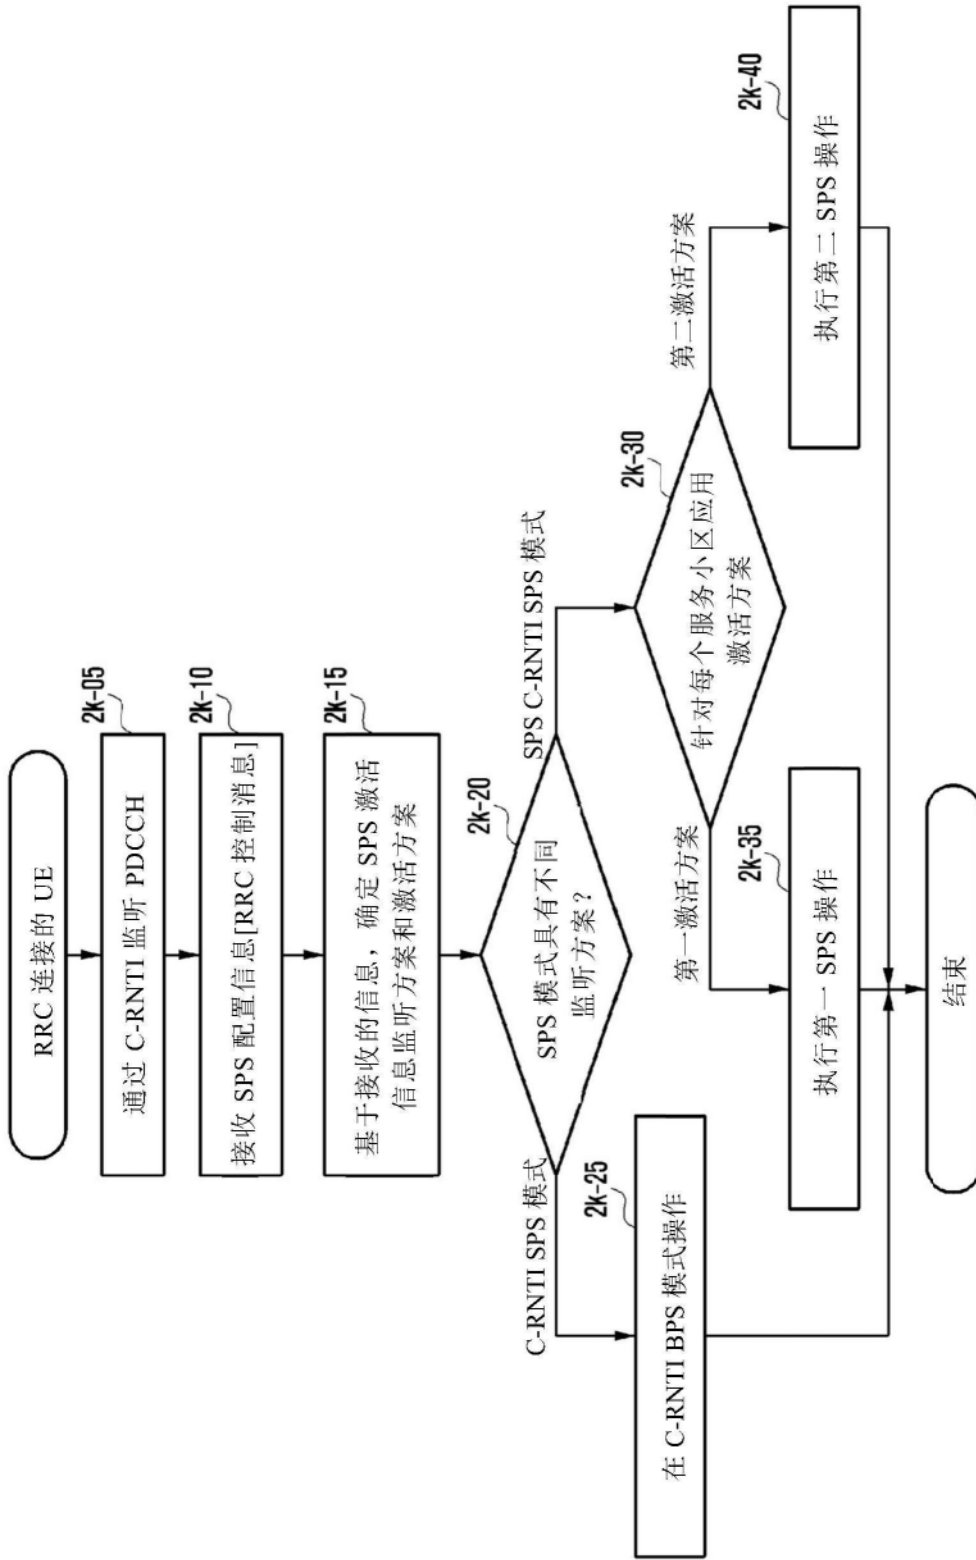 RRC 连接的 UE
2k-05
通过 C-RNTI 监听 PDCCH
2k-10
接收 SPS 配置信息[RRC 控制消息]
2k-15
基于接收的信息，确定 SPS 激活
信息监听方案和激活方案
2k-20
SPS 模式具有不同
监听方案？
C-RNTI SPS 模式
SPS C-RNTI SPS 模式
2k-25
在 C-RNTI BPS 模式操作
2k-30
针对每个服务小区应用
激活方案
第一激活方案
第二激活方案
2k-35
执行第一 SPS 操作
2k-40
执行第二 SPS 操作
结束